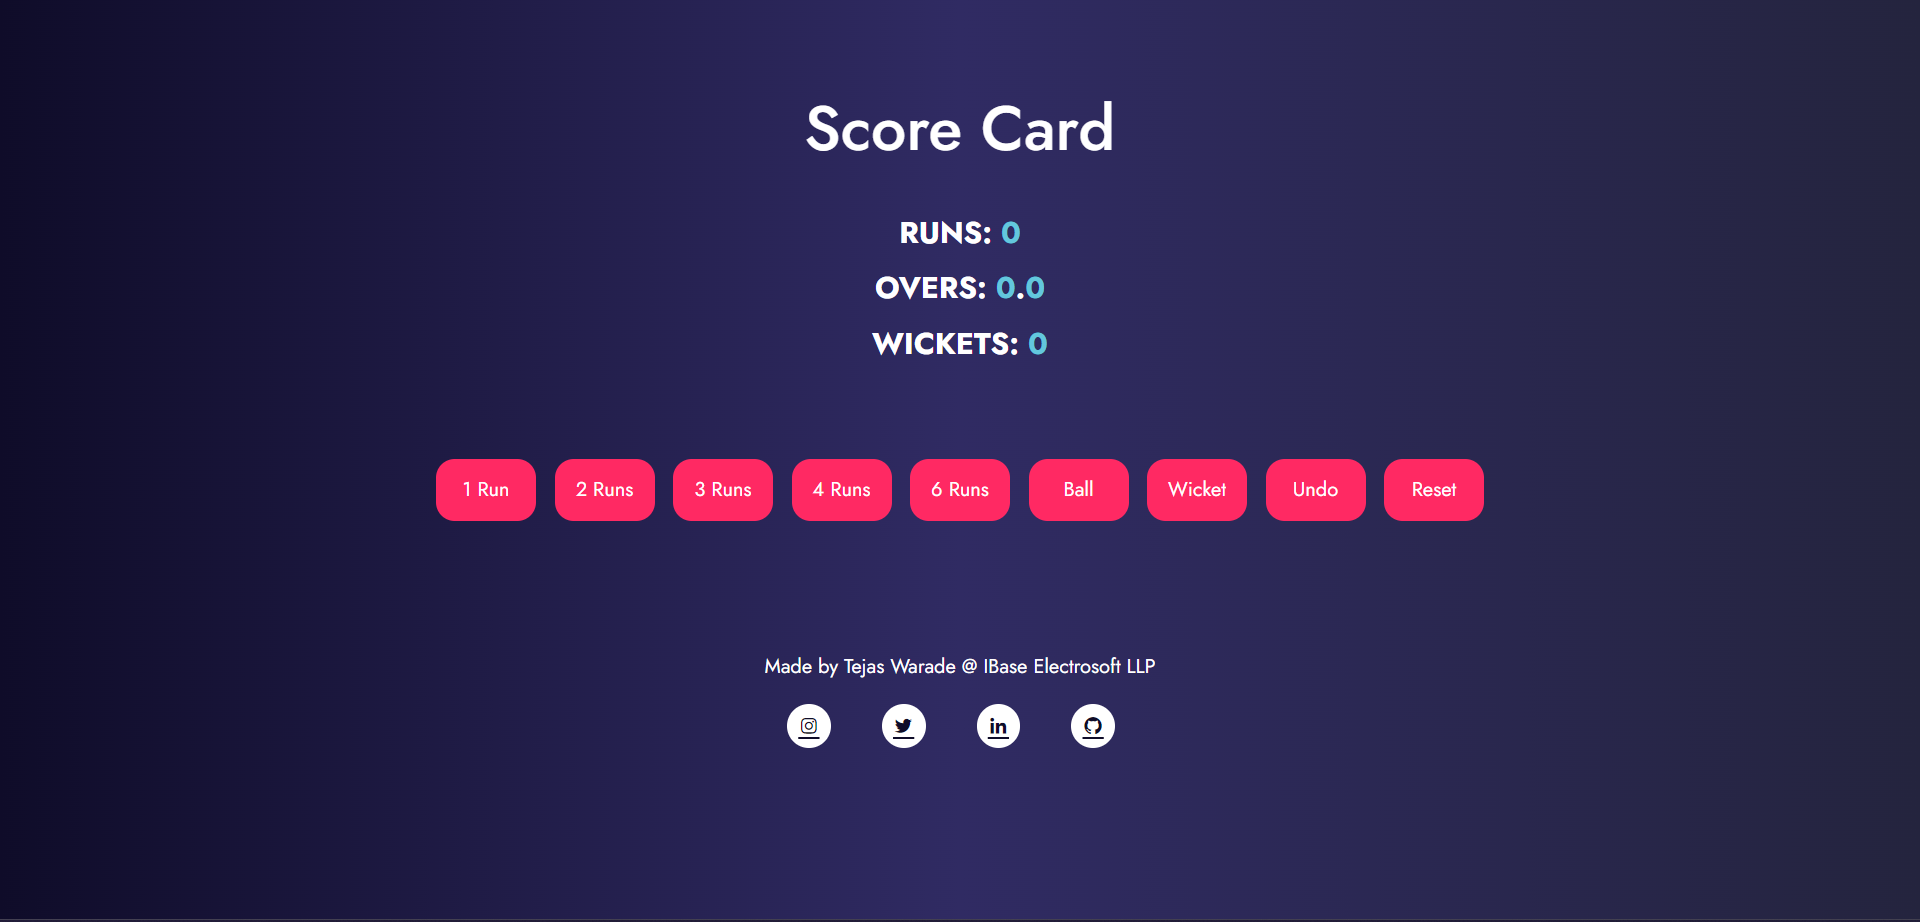 Score Card
RUNS: 0
OVERS: 0.0
WICKETS: 0
1 Run 2 Runs 3 Runs 4 Runs 6 Runs Ball Wicket Undo Reset
Made by Tejas Warade @ IBase Electrosoft LLP